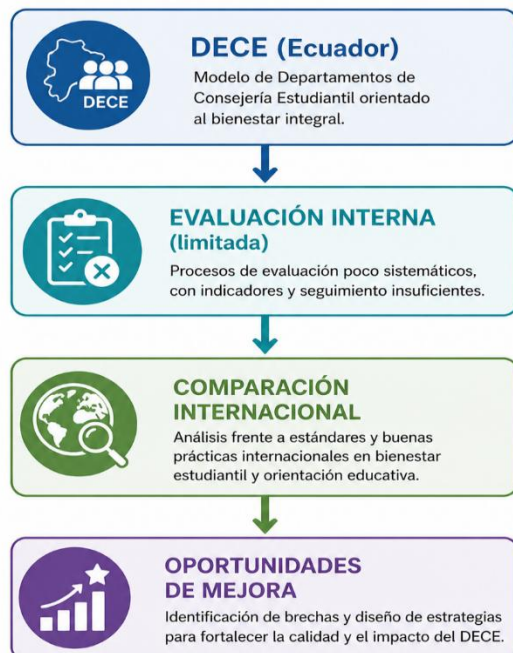 DECE
DECE (Ecuador)
Modelo de Departamentos de
Consejería Estudiantil orientado
al bienestar integral.
EVALUACIÓN INTERNA
(limitada)
Procesos de evaluación poco sistemáticos,
con indicadores y seguimiento insuficientes.
COMPARACIÓN
INTERNACIONAL
Análisis frente a estándares y buenas
prácticas internacionales en bienestar
estudiantil y orientación educativa.
OPORTUNIDADES
DE MEJORA
Identificación de brechas y diseño de estrategias
para fortalecer la calidad y el impacto del DECE.